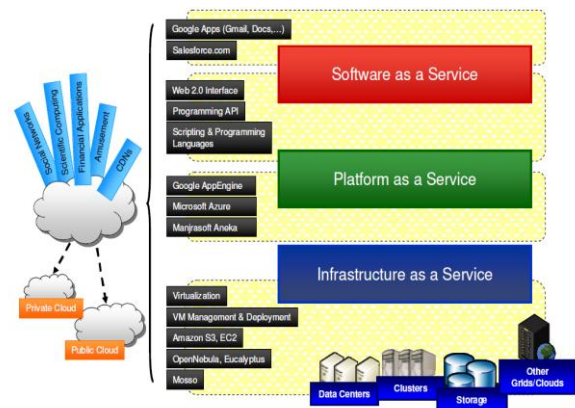 Social Networks
Scientific Computing
Financial Applications
Amusement
CDNs
Private Cloud
Public Cloud
Google Apps (Gmail, Docs,...)
Salesforce.com
Software as a Service
Web 2.0 Interface
Programming API
Scripting & Programming
Languages
Platform as a Service
Google AppEngine
Microsoft Azure
Manjrasoft Aneka
Infrastructure as a Service
Virtualization
VM Management & Deployment
Amazon S3, EC2
OpenNebula, Eucalyptus
Mosso
Data Centers
Clusters
Storage
Other
Grids/Clouds